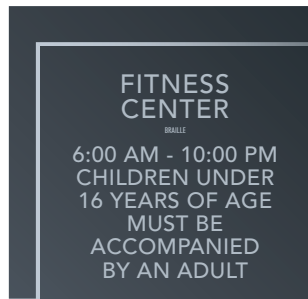 FITNESS
CENTER
BRAILLE
6:00 AM - 10:00 PM
CHILDREN UNDER
16 YEARS OF AGE
MUST BE
ACCOMPANIED
BY AN ADULT